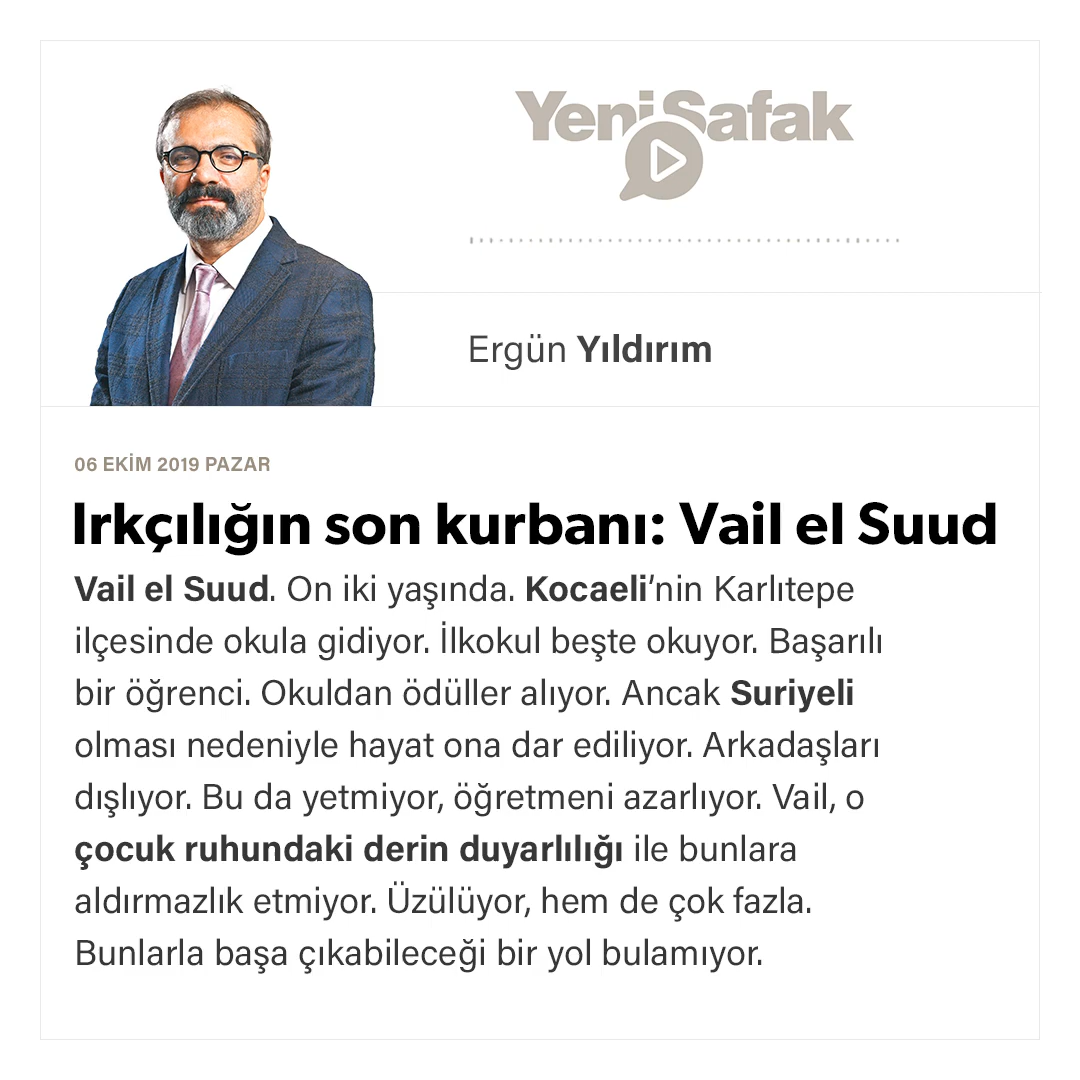 Yeni Safak
Ergün Yıldırım
06 EKİM 2019 PAZAR
Irkçılığın son kurbanı: Vail el Suud
Vail el Suud. On iki yaşında. Kocaeli’nin Karlıtepe
ilçesinde okula gidiyor. İlkokul beşte okuyor. Başarılı
bir öğrenci. Okuldan ödüller alıyor. Ancak Suriyeli
olması nedeniyle hayat ona dar ediliyor. Arkadaşları
dışlıyor. Bu da yetmiyor, öğretmeni azarlıyor. Vail, o
çocuk ruhundaki derin duyarlılığı ile bunlara
aldırmazlık etmiyor. Üzülüyor, hem de çok fazla.
Bunlarla başa çıkabileceği bir yol bulamıyor.